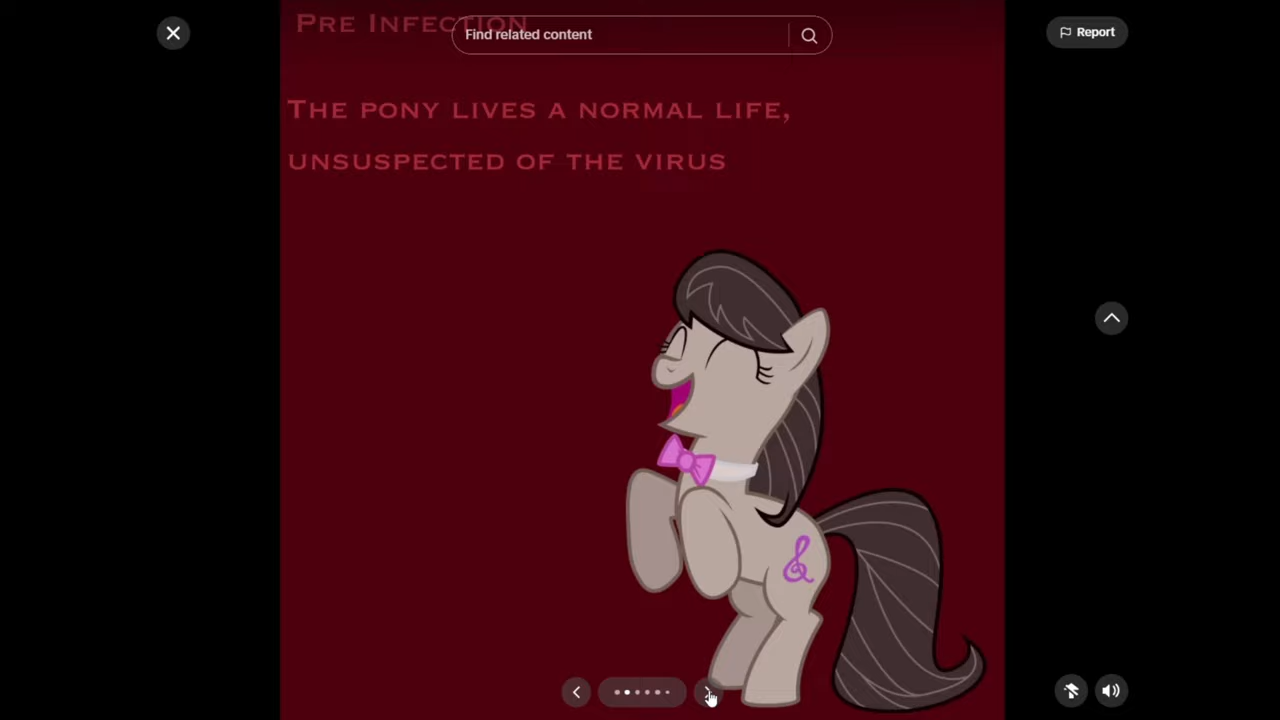 Pre Infection
Find related content
Report
The pony lives a normal life,
unsuspected of the virus